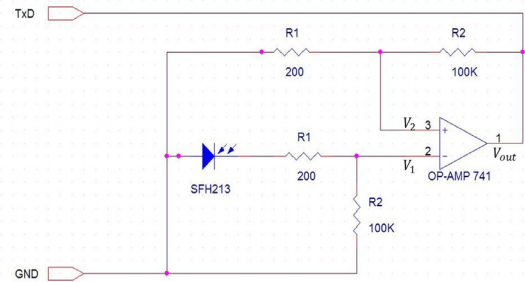 TxD
R1
R2
200
100K
V2 3
+
1
V1 2
-
Vout
OP-AMP 741
R1
200
SFH213
R2
100K
GND